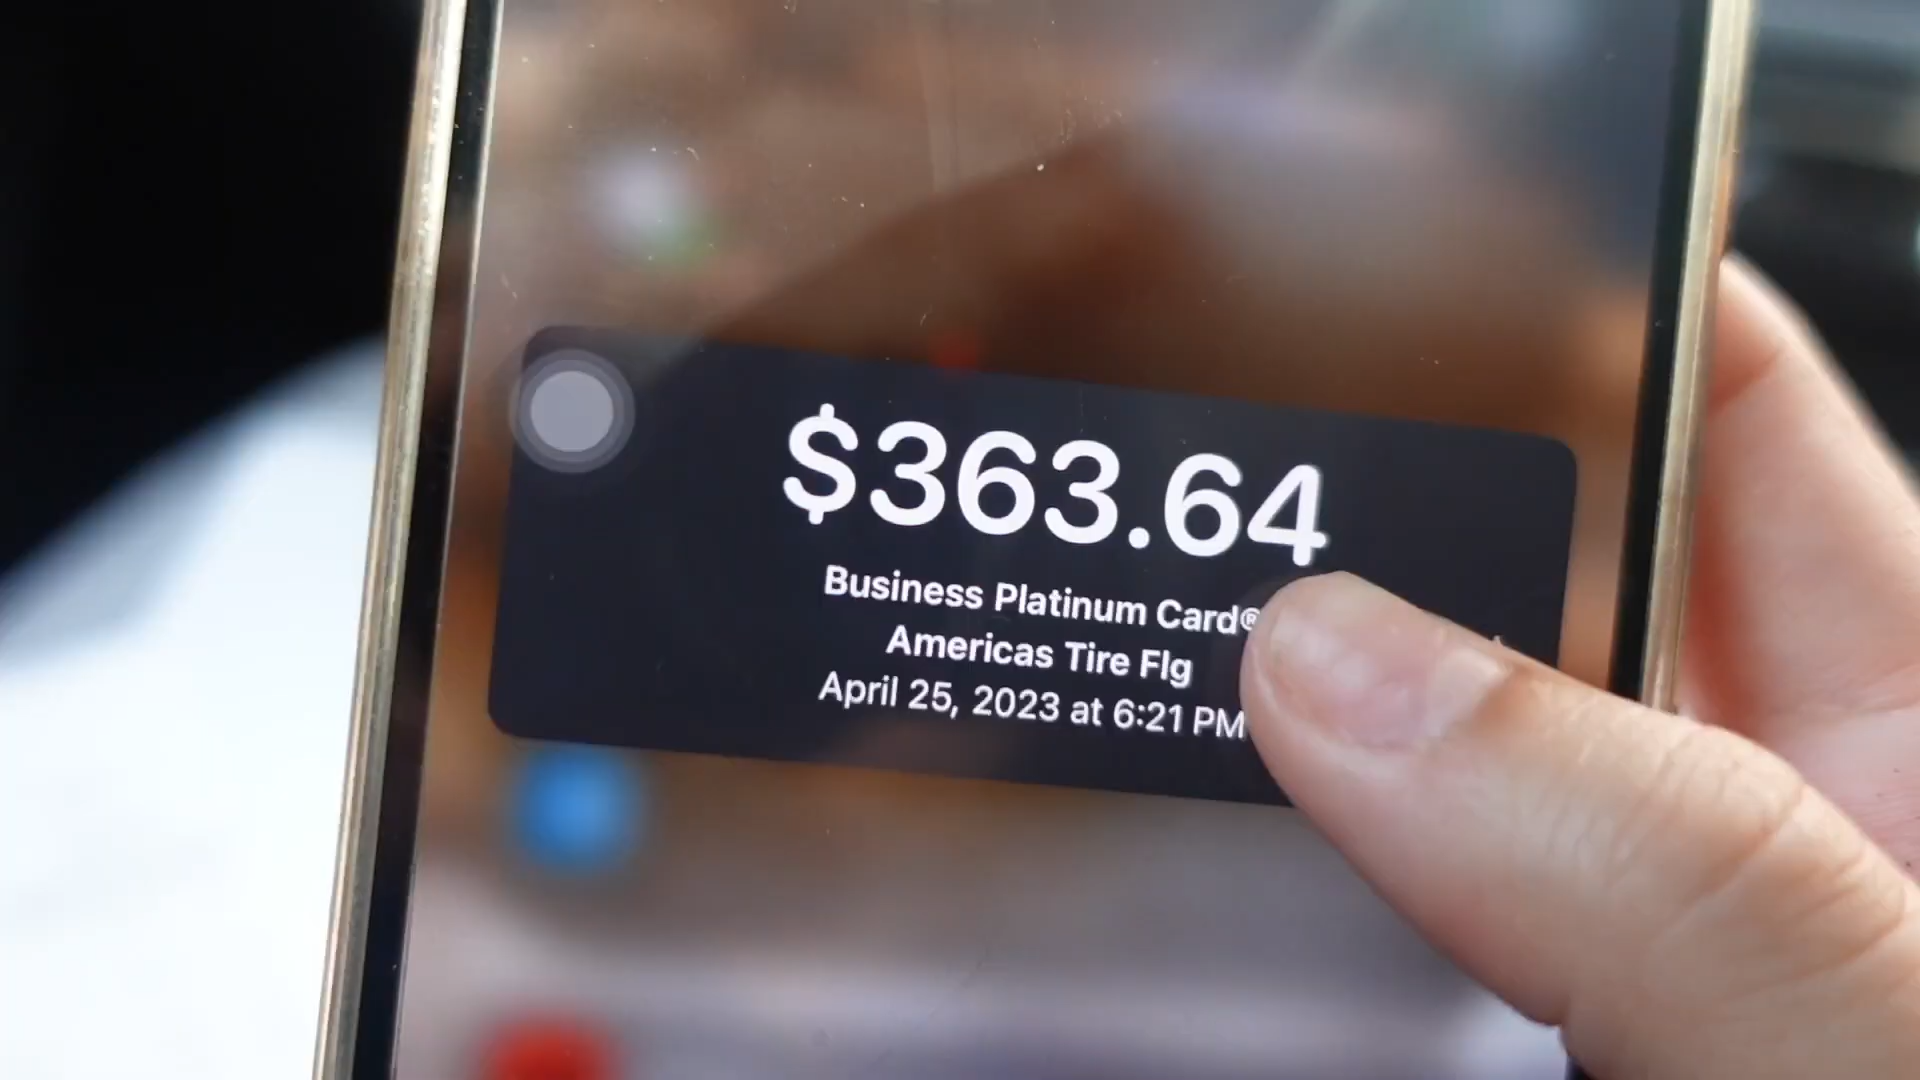 $363.64
Business Platinum Card®
Americas Tire Flg
April 25, 2023 at 6:21 PM